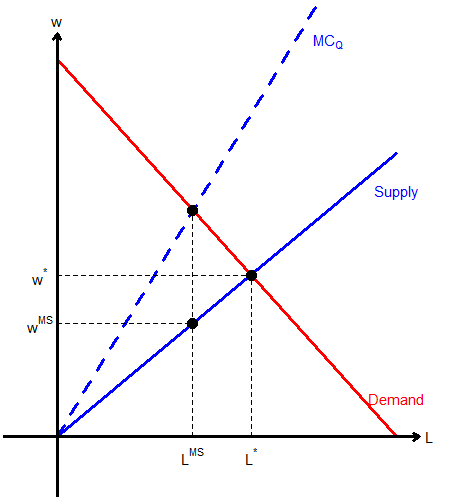 w
MC_Q
Supply
w*
w^MS
Demand
L
L^MS
L*